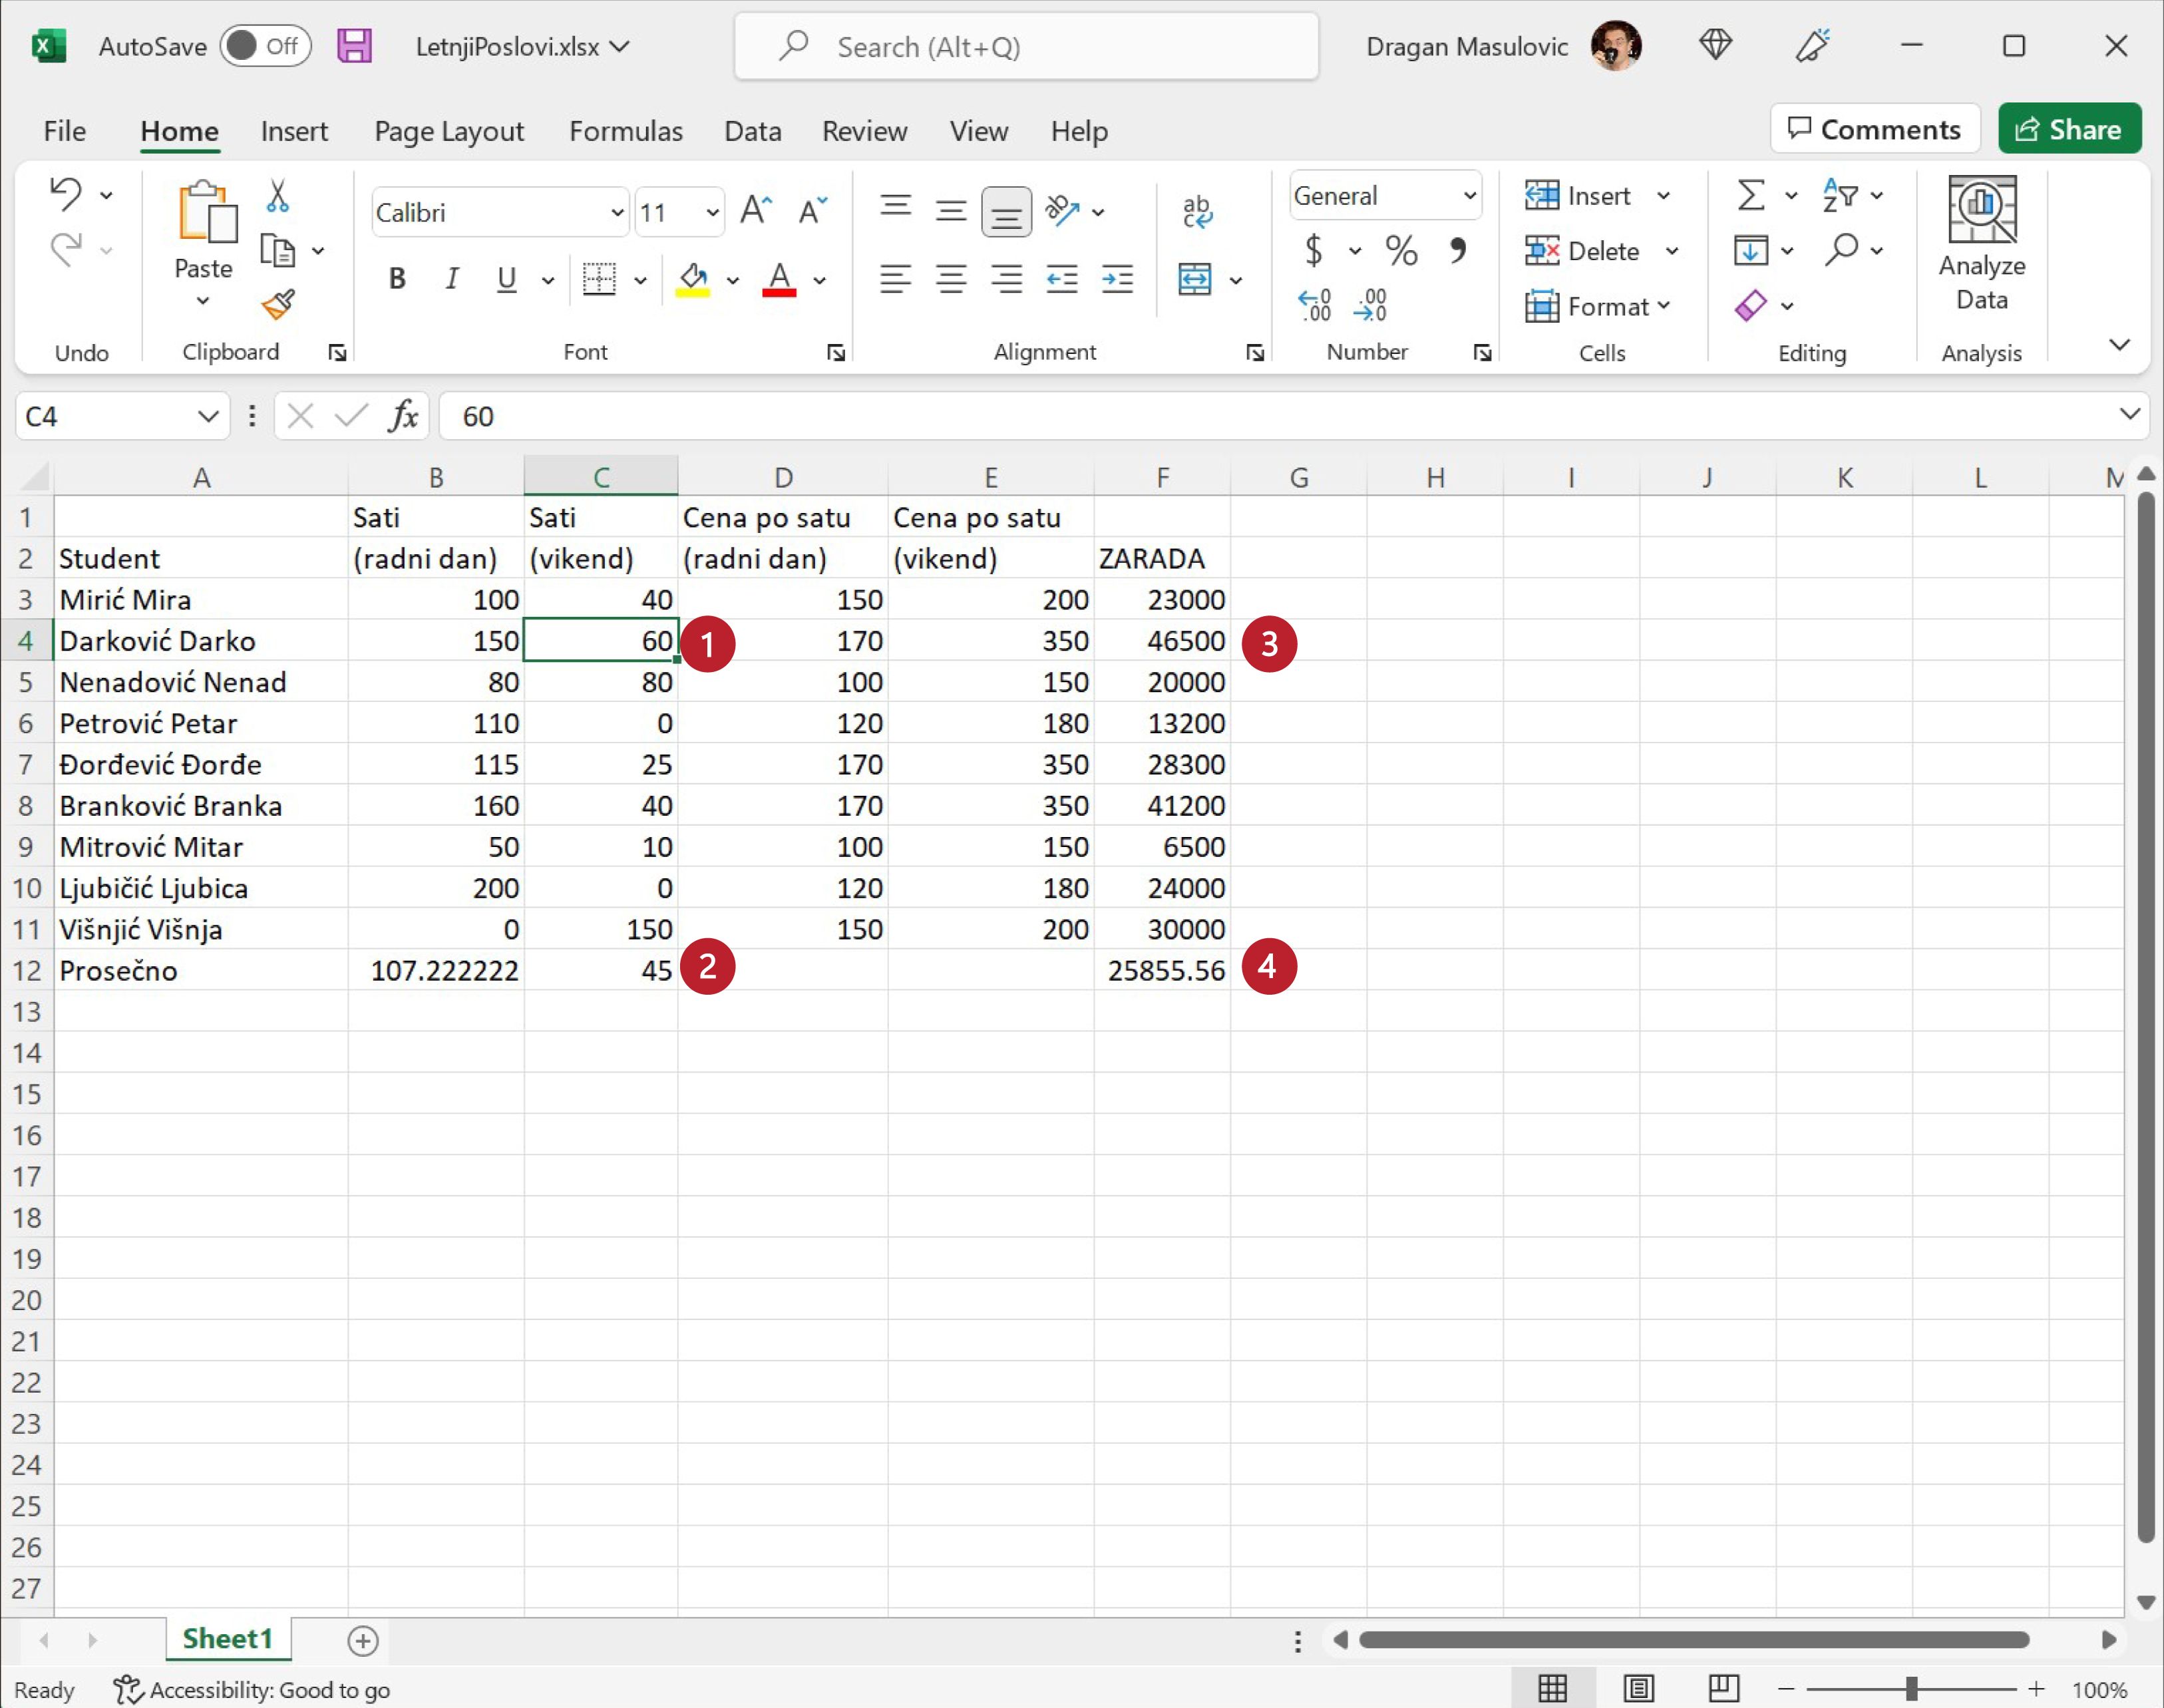 AutoSave Off LetnjiPoslovi.xlsx Search (Alt+Q) Dragan Masulovic
File Home Insert Page Layout Formulas Data Review View Help Comments Share
Calibri 11 General Insert
Paste B I U $ % Delete Analyze Data
Format
Undo Clipboard Font Alignment Number Cells Editing Analysis
C4 fx 60
A B C D E F G H I J K L M
1 Sati Sati Cena po satu Cena po satu
2 Student (radni dan) (vikend) (radni dan) (vikend) ZARADA
3 Mirić Mira 100 40 150 200 23000
4 Darković Darko 150 60 1 170 350 46500 3
5 Nenadović Nenad 80 80 100 150 20000
6 Petrović Petar 110 0 120 180 13200
7 Đorđević Đorđe 115 25 170 350 28300
8 Branković Branka 160 40 170 350 41200
9 Mitrović Mitar 50 10 100 150 6500
10 Ljubičić Ljubica 200 0 120 180 24000
11 Višnjić Višnja 0 150 150 200 30000
12 Prosečno 107.222222 45 2 25855.56 4
13
14
15
16
17
18
19
20
21
22
23
24
25
26
27
Sheet1
Ready Accessibility: Good to go 100%